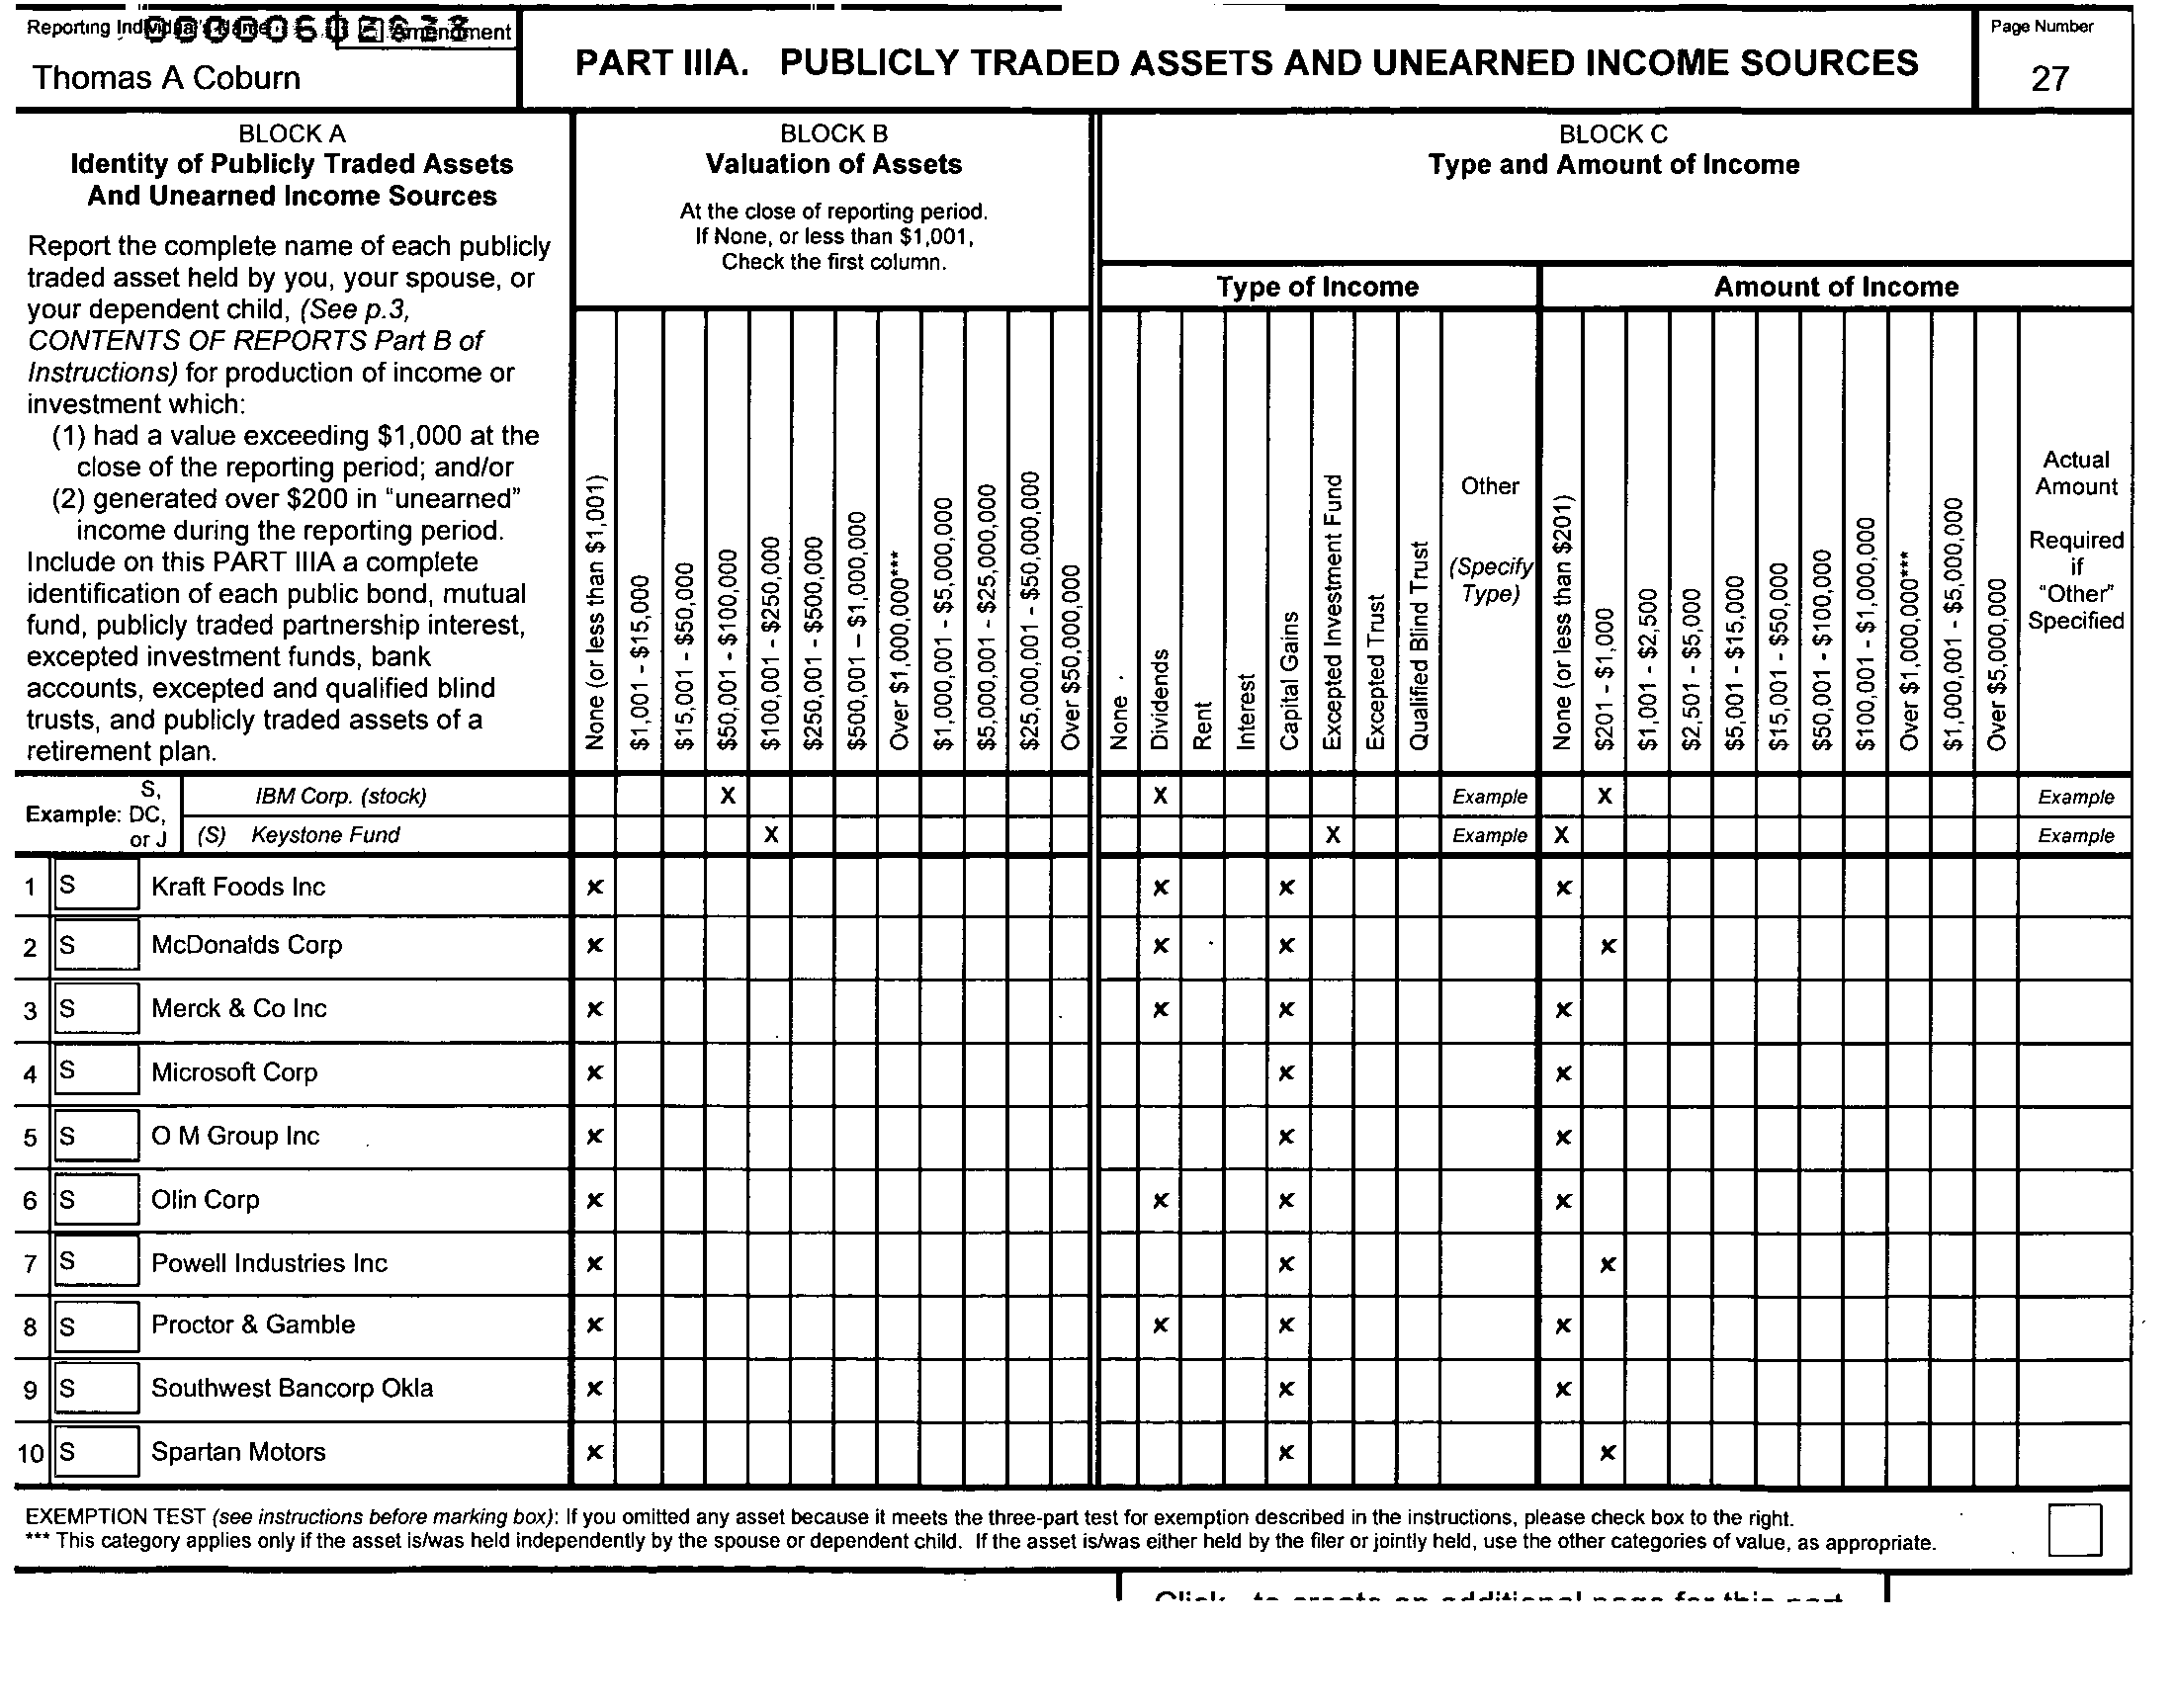 Reporting Individual's Name
000000502638
Amendment
Thomas A Coburn
PART IIIA. PUBLICLY TRADED ASSETS AND UNEARNED INCOME SOURCES
Page Number
27
BLOCK A
Identity of Publicly Traded Assets
And Unearned Income Sources
Report the complete name of each publicly
traded asset held by you, your spouse, or
your dependent child, (See p.3,
CONTENTS OF REPORTS Part B of
Instructions) for production of income or
investment which:
(1) had a value exceeding $1,000 at the
close of the reporting period; and/or
(2) generated over $200 in "unearned"
income during the reporting period.
Include on this PART IIIA a complete
identification of each public bond, mutual
fund, publicly traded partnership interest,
excepted investment funds, bank
accounts, excepted and qualified blind
trusts, and publicly traded assets of a
retirement plan.
BLOCK B
Valuation of Assets
At the close of reporting period.
If None, or less than $1,001,
Check the first column.
None (or less than $1,001)
$1,001 - $15,000
$15,001 - $50,000
$50,001 - $100,000
$100,001 - $250,000
$250,001 - $500,000
$500,001 – $1,000,000
Over $1,000,000***
$1,000,001 - $5,000,000
$5,000,001 - $25,000,000
$25,000,001 - $50,000,000
Over $50,000,000
BLOCK C
Type and Amount of Income
Type of Income
None
Dividends
Rent
Interest
Capital Gains
Excepted Investment Fund
Excepted Trust
Qualified Blind Trust
Other
(Specify
Type)
Amount of Income
None (or less than $201)
$201 - $1,000
$1,001 - $2,500
$2,501 - $5,000
$5,001 - $15,000
$15,001 - $50,000
$50,001 - $100,000
$100,001 - $1,000,000
Over $1,000,000***
$1,000,001 - $5,000,000
Over $5,000,000
Actual
Amount
Required
if
"Other"
Specified
Example: S, DC, or J
IBM Corp. (stock) X X Example X Example
(S) Keystone Fund X X Example X Example
1 S Kraft Foods Inc x x x x
2 S McDonalds Corp x x x x
3 S Merck & Co Inc x x x x
4 S Microsoft Corp x x x
5 S O M Group Inc x x x
6 S Olin Corp x x x x
7 S Powell Industries Inc x x x
8 S Proctor & Gamble x x x x
9 S Southwest Bancorp Okla x x x
10 S Spartan Motors x x x
EXEMPTION TEST (see instructions before marking box): If you omitted any asset because it meets the three-part test for exemption described in the instructions, please check box to the right.
*** This category applies only if the asset is/was held independently by the spouse or dependent child. If the asset is/was either held by the filer or jointly held, use the other categories of value, as appropriate.
Click to create an additional page for this part